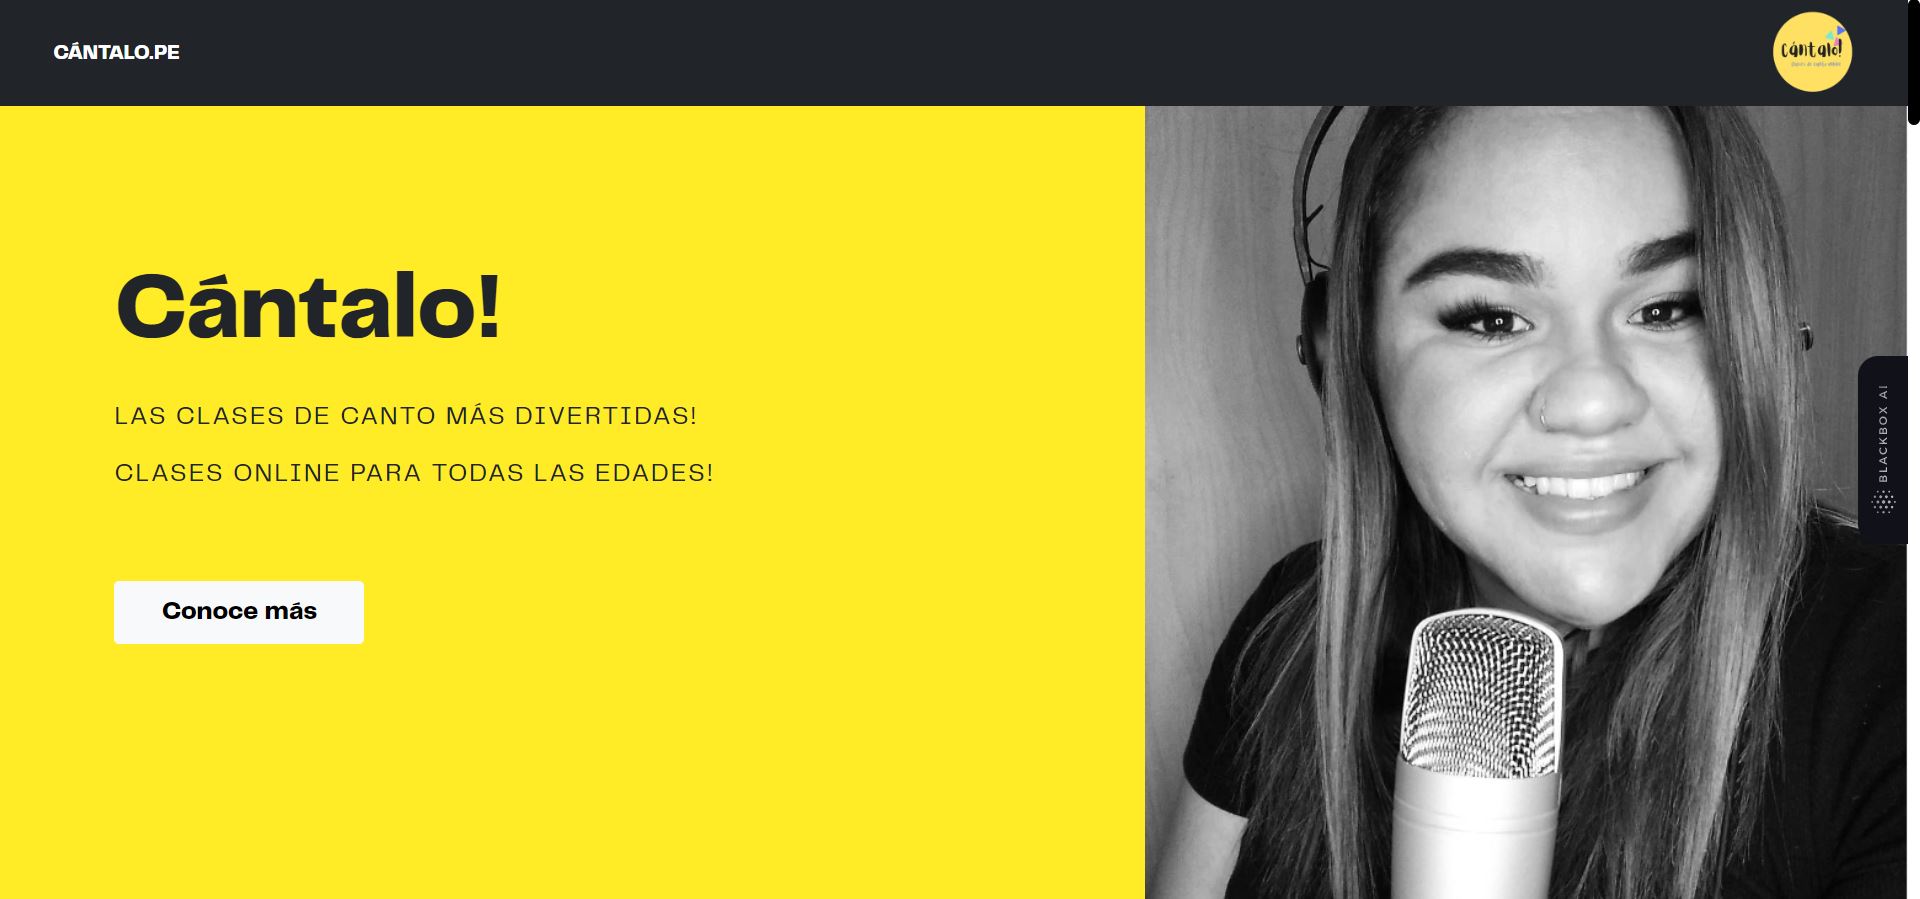 CÁNTALO.PE
Cántalo!
Cántalo!
LAS CLASES DE CANTO MÁS DIVERTIDAS!
CLASES ONLINE PARA TODAS LAS EDADES!
Conoce más
BLACKBOX AI